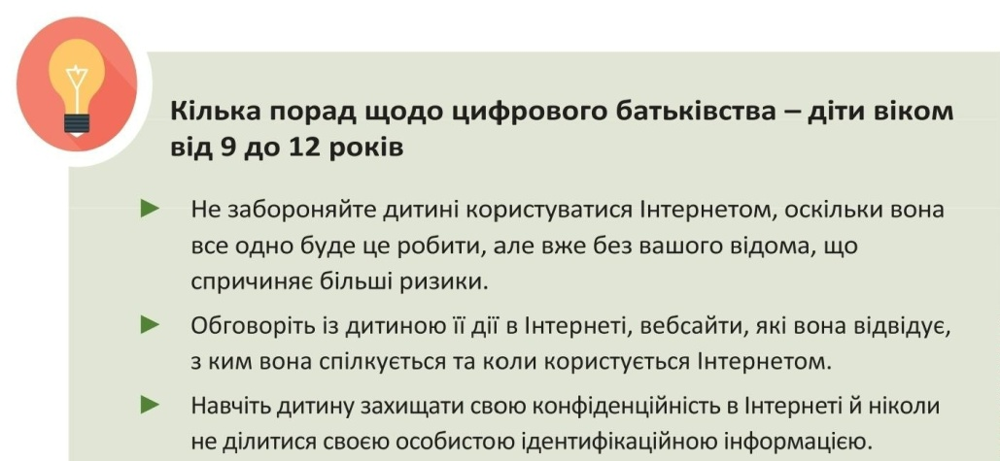 Кілька порад щодо цифрового батьківства – діти віком
від 9 до 12 років
Не забороняйте дитині користуватися Інтернетом, оскільки вона
все одно буде це робити, але вже без вашого відома, що
спричиняє більші ризики.
Обговоріть із дитиною її дії в Інтернеті, вебсайти, які вона відвідує,
з ким вона спілкується та коли користується Інтернетом.
Навчіть дитину захищати свою конфіденційність в Інтернеті й ніколи
не ділитися своєю особистою ідентифікаційною інформацією.